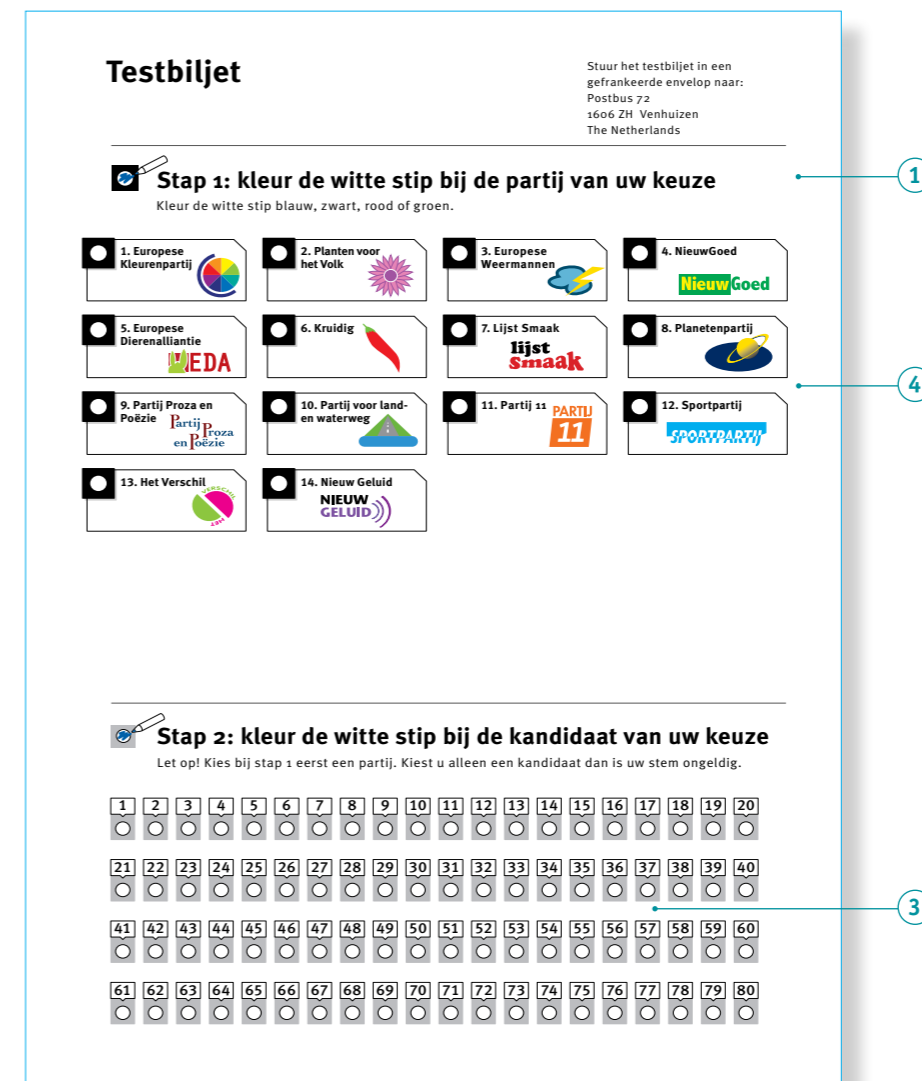 Testbiljet
Stuur het testbiljet in een
gefrankeerde envelop naar:
Postbus 72
1606 ZH Venhuizen
The Netherlands
Stap 1: kleur de witte stip bij de partij van uw keuze
1
Kleur de witte stip blauw, zwart, rood of groen.
1. Europese
Kleurenpartij
2. Planten voor
het Volk
3. Europese
Weermannen
4. NieuwGoed
NieuwGoed
5. Europese
Dierenalliantie
EDA
6. Kruidig
7. Lijst Smaak
lijst
smaak
8. Planetenpartij
4
9. Partij Proza en
Poëzie
Partij
Proza
en Poëzie
10. Partij voor land-
en waterweg
11. Partij 11
PARTIJ
11
12. Sportpartij
SPORTPARTIJ
13. Het Verschil
VERSCHIL
HET
14. Nieuw Geluid
NIEUW
GELUID
Stap 2: kleur de witte stip bij de kandidaat van uw keuze
Let op! Kies bij stap 1 eerst een partij. Kiest u alleen een kandidaat dan is uw stem ongeldig.
1 2 3 4 5 6 7 8 9 10 11 12 13 14 15 16 17 18 19 20
21 22 23 24 25 26 27 28 29 30 31 32 33 34 35 36 37 38 39 40
3
41 42 43 44 45 46 47 48 49 50 51 52 53 54 55 56 57 58 59 60
61 62 63 64 65 66 67 68 69 70 71 72 73 74 75 76 77 78 79 80